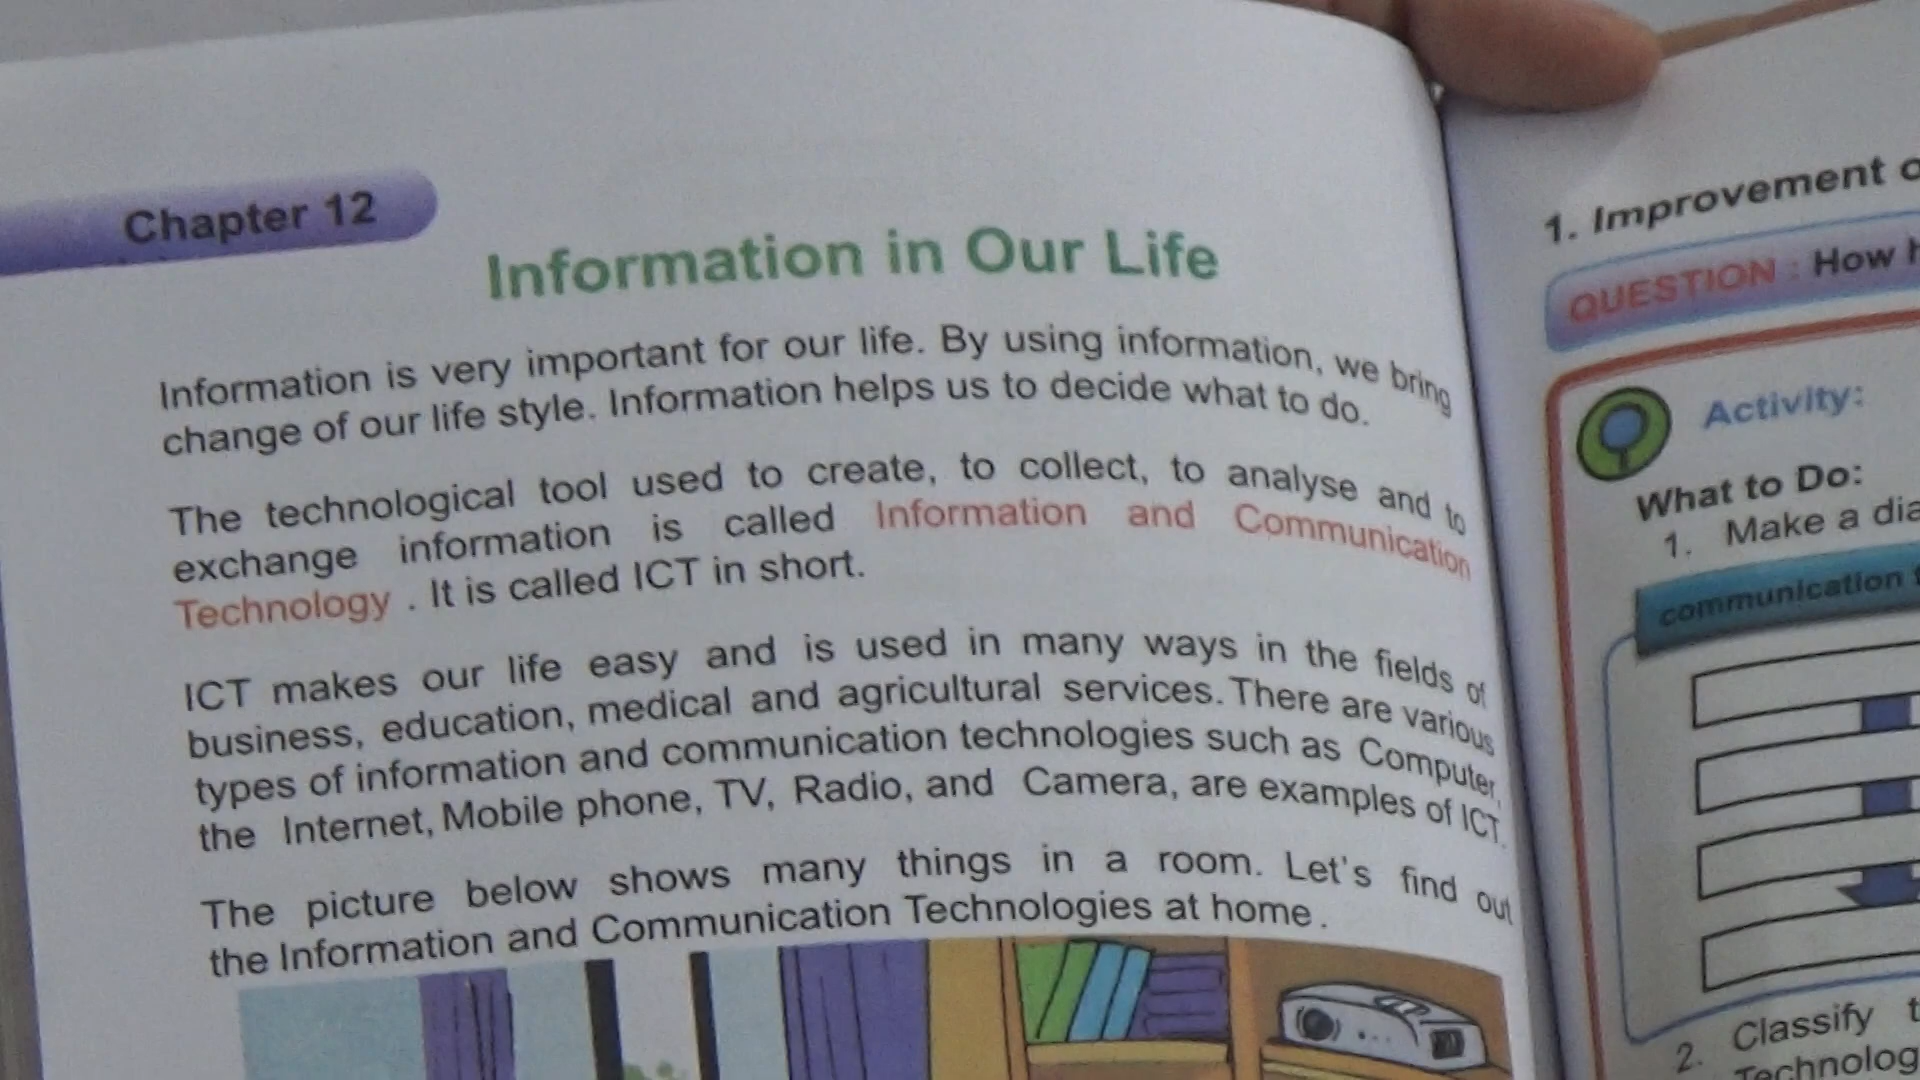 Chapter 12
Information in Our Life
Information is very important for our life. By using information, we bring
change of our life style. Information helps us to decide what to do.
The technological tool used to create, to collect, to analyse and to
exchange information is called Information and Communication
Technology . It is called ICT in short.
ICT makes our life easy and is used in many ways in the fields of
business, education, medical and agricultural services. There are various
types of information and communication technologies such as Computer,
the Internet, Mobile phone, TV, Radio, and Camera, are examples of ICT.
The picture below shows many things in a room. Let's find out
the Information and Communication Technologies at home .
1. Improvement
QUESTION : How
Activity:
What to Do:
1. Make a
communication
2. Classify